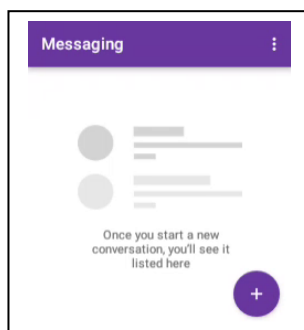 Messaging
Once you start a new
conversation, you'll see it
listed here
+